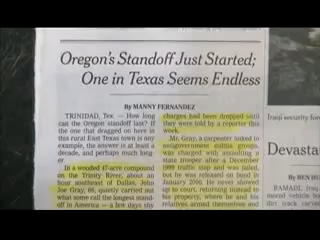 Oregon's Standoff Just Started;
One in Texas Seems Endless
By MANNY FERNANDEZ
TRINIDAD, Tex. — How long
can the Oregon standoff last? If
the one that dragged on here in
this rural East Texas town is any
example, the answer is at least a
decade, and perhaps much long-
er.
In a wooded 47-acre compound
on the Trinity River, about an
hour southeast of Dallas, John
Joe Gray, 66, quietly carried out
what some call the longest stand-
off in America — a few days shy
charges had been dropped until
they were told by a reporter this
week.
Mr. Gray, a carpenter linked to
antigovernment militia groups,
was charged with assaulting a
state trooper after a December
1999 traffic stop and was jailed,
but he was released on bond in
January 2000. He never showed
up to court, returning instead to
his property, where he and his
relatives armed themselves and
Iraqi security for
Devasta
By BEN HU
RAMADI, Iraq